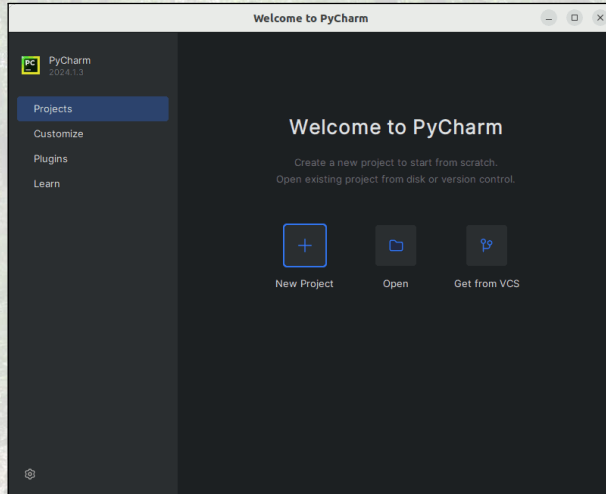 Welcome to PyCharm
PC
PyCharm
2024.1.3
Projects
Customize
Plugins
Learn
Welcome to PyCharm
Create a new project to start from scratch.
Open existing project from disk or version control.
New Project
Open
Get from VCS